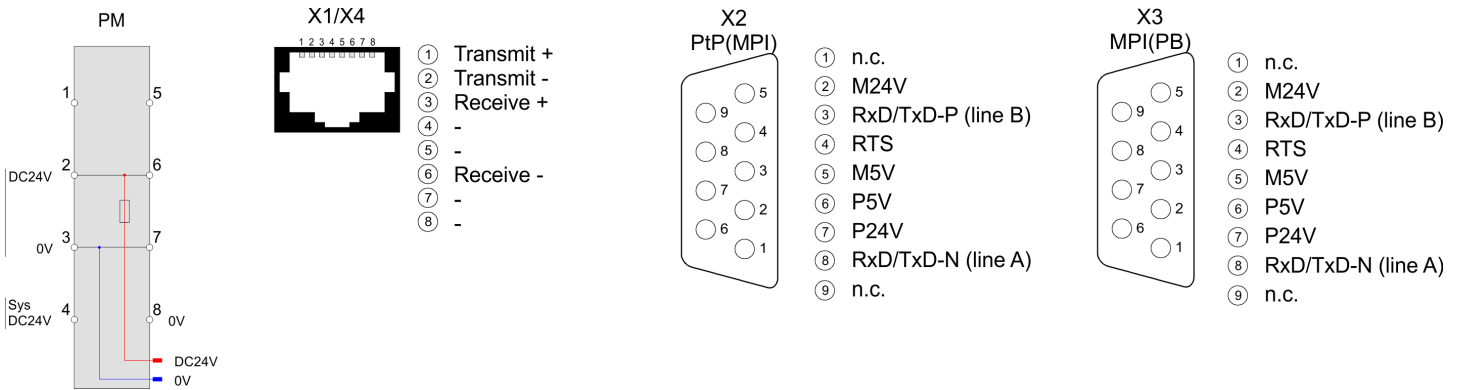 PM
1
5
2
6
DC24V
3
7
0V
Sys
DC24V
4
8
0V
DC24V
0V
X1/X4
1 2 3 4 5 6 7 8
1 Transmit +
2 Transmit -
3 Receive +
4 -
5 -
6 Receive -
7 -
8 -
X2
PtP(MPI)
5
9
4
8
3
7
2
6
1
1 n.c.
2 M24V
3 RxD/TxD-P (line B)
4 RTS
5 M5V
6 P5V
7 P24V
8 RxD/TxD-N (line A)
9 n.c.
X3
MPI(PB)
5
9
4
8
3
7
2
6
1
1 n.c.
2 M24V
3 RxD/TxD-P (line B)
4 RTS
5 M5V
6 P5V
7 P24V
8 RxD/TxD-N (line A)
9 n.c.